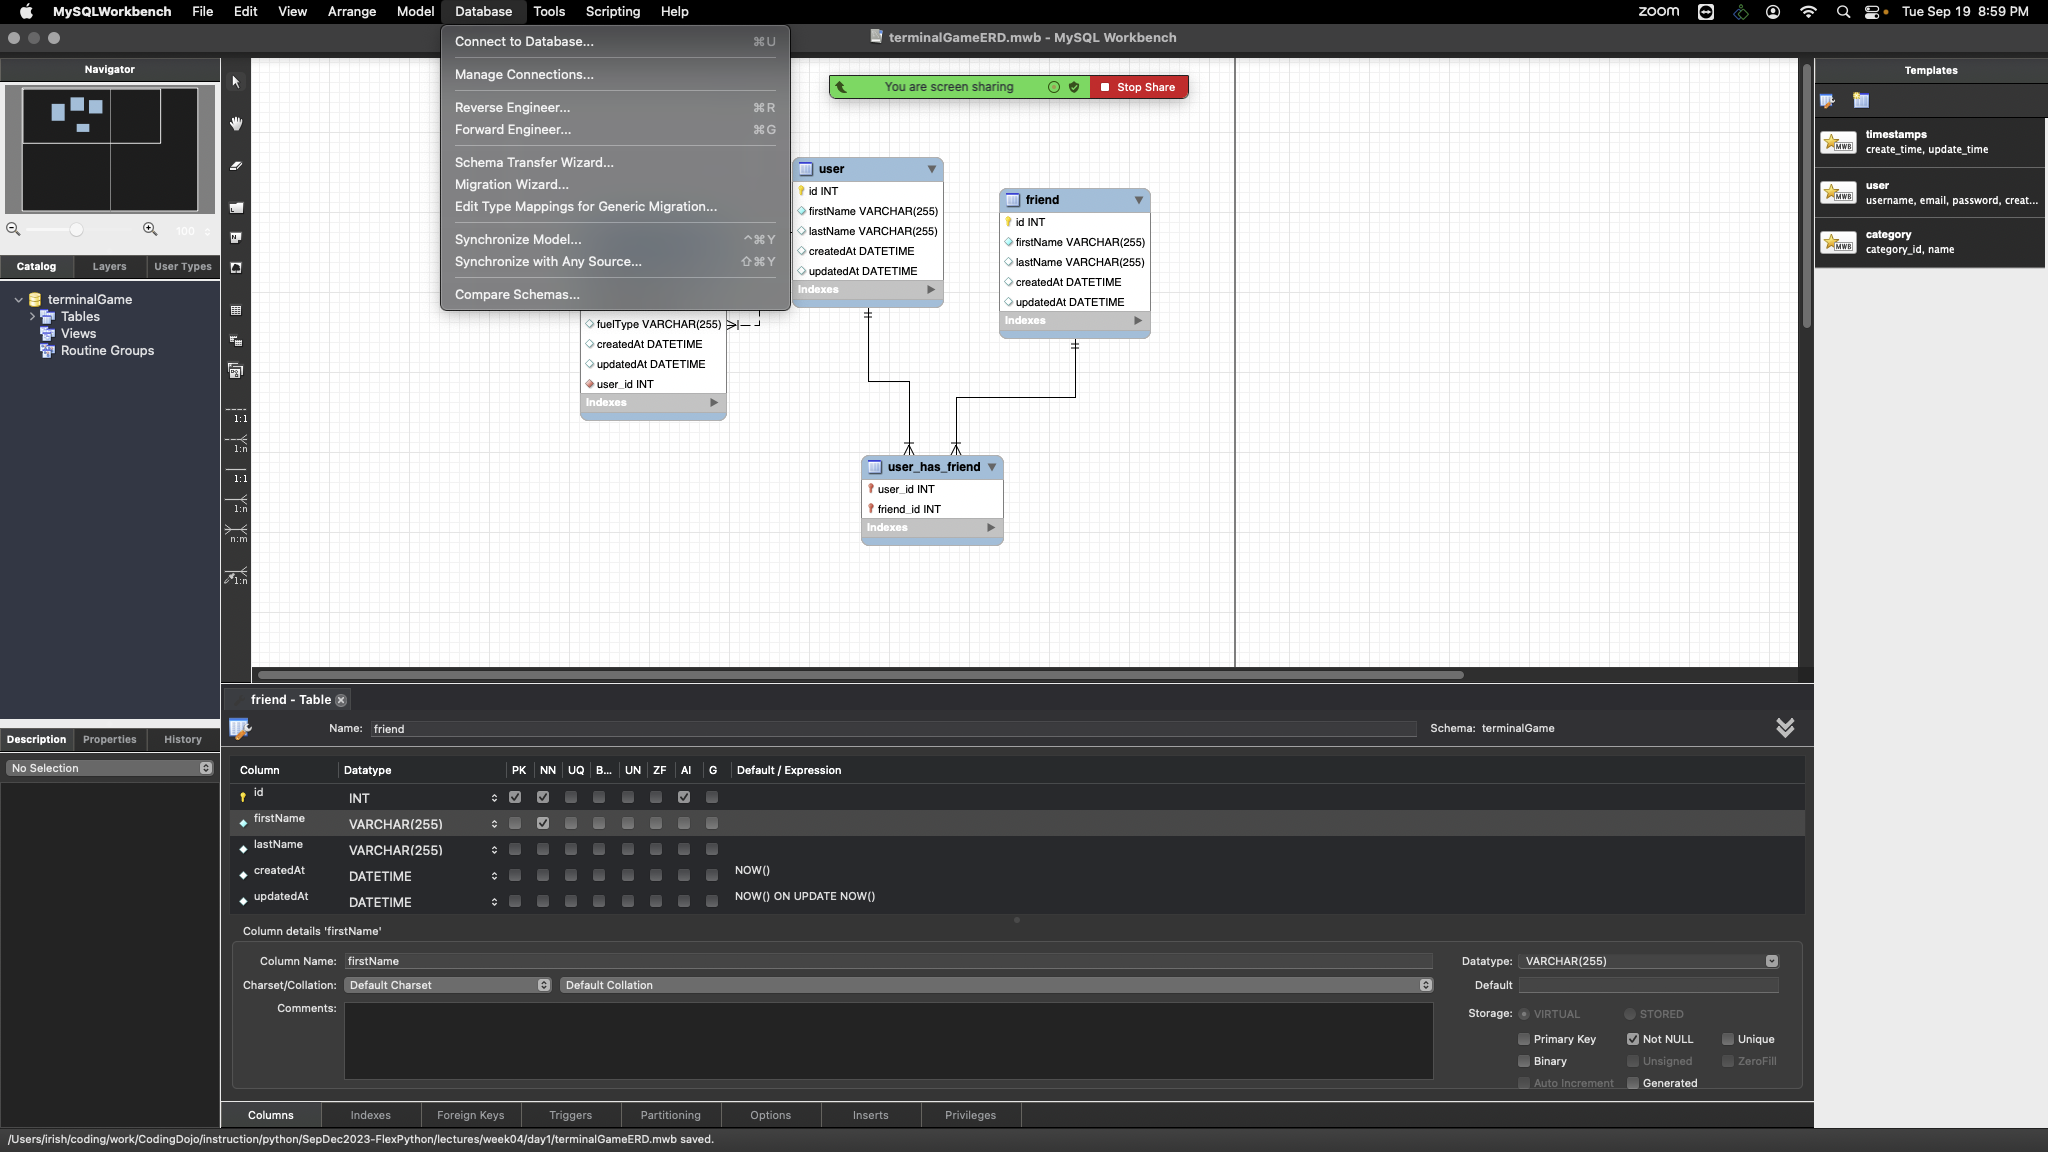 MySQLWorkbench File Edit View Arrange Model Database Tools Scripting Help
zoom Tue Sep 19 8:59 PM
terminalGameERD.mwb - MySQL Workbench
Navigator
100
Catalog Layers User Types
terminalGame
Tables
Views
Routine Groups
Description Properties History
No Selection
1:1
1:n
1:1
1:n
n:m
1:n
Connect to Database... ⌘U
Manage Connections...
Reverse Engineer... ⌘R
Forward Engineer... ⌘G
Schema Transfer Wizard...
Migration Wizard...
Edit Type Mappings for Generic Migration...
Synchronize Model... ^⌘Y
Synchronize with Any Source... ⇧⌘Y
Compare Schemas...
You are screen sharing Stop Share
fuelType VARCHAR(255)
createdAt DATETIME
updatedAt DATETIME
user_id INT
Indexes
user
id INT
firstName VARCHAR(255)
lastName VARCHAR(255)
createdAt DATETIME
updatedAt DATETIME
Indexes
friend
id INT
firstName VARCHAR(255)
lastName VARCHAR(255)
createdAt DATETIME
updatedAt DATETIME
Indexes
user_has_friend
user_id INT
friend_id INT
Indexes
Templates
timestamps
create_time, update_time
user
username, email, password, creat...
category
category_id, name
friend - Table
Name: friend Schema: terminalGame
Column Datatype PK NN UQ B... UN ZF AI G Default / Expression
id INT
firstName VARCHAR(255)
lastName VARCHAR(255)
createdAt DATETIME NOW()
updatedAt DATETIME NOW() ON UPDATE NOW()
Column details 'firstName'
Column Name: firstName Datatype: VARCHAR(255)
Charset/Collation: Default Charset Default Collation Default
Comments: Storage: VIRTUAL STORED
Primary Key Not NULL Unique
Binary Unsigned ZeroFill
Auto Increment Generated
Columns Indexes Foreign Keys Triggers Partitioning Options Inserts Privileges
/Users/irish/coding/work/CodingDojo/instruction/python/SepDec2023-FlexPython/lectures/week04/day1/terminalGameERD.mwb saved.